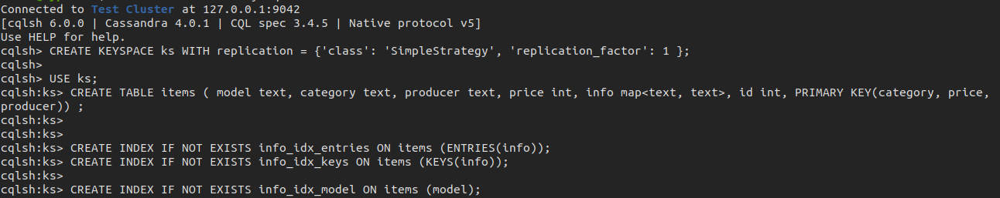 Connected to Test Cluster at 127.0.0.1:9042
[cqlsh 6.0.0 | Cassandra 4.0.1 | CQL spec 3.4.5 | Native protocol v5]
Use HELP for help.
cqlsh> CREATE KEYSPACE ks WITH replication = {'class': 'SimpleStrategy', 'replication_factor': 1 };
cqlsh>
cqlsh> USE ks;
cqlsh:ks> CREATE TABLE items ( model text, category text, producer text, price int, info map<text, text>, id int, PRIMARY KEY(category, price,
producer)) ;
cqlsh:ks>
cqlsh:ks>
cqlsh:ks> CREATE INDEX IF NOT EXISTS info_idx_entries ON items (ENTRIES(info));
cqlsh:ks> CREATE INDEX IF NOT EXISTS info_idx_keys ON items (KEYS(info));
cqlsh:ks>
cqlsh:ks> CREATE INDEX IF NOT EXISTS info_idx_model ON items (model);